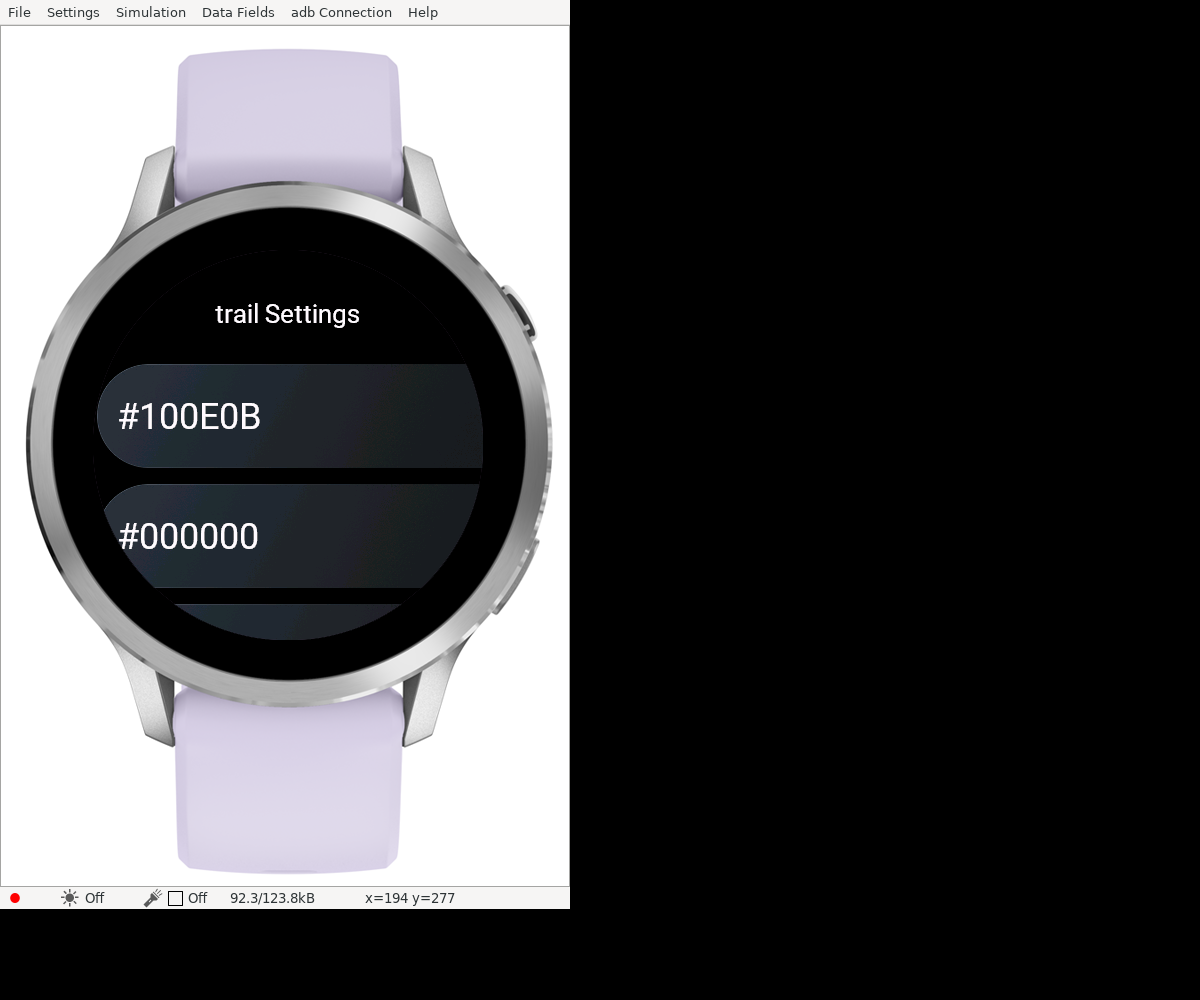 File Settings Simulation Data Fields adb Connection Help
trail Settings
#100E0B
#000000
Off Off 92.3/123.8kB x=194 y=277